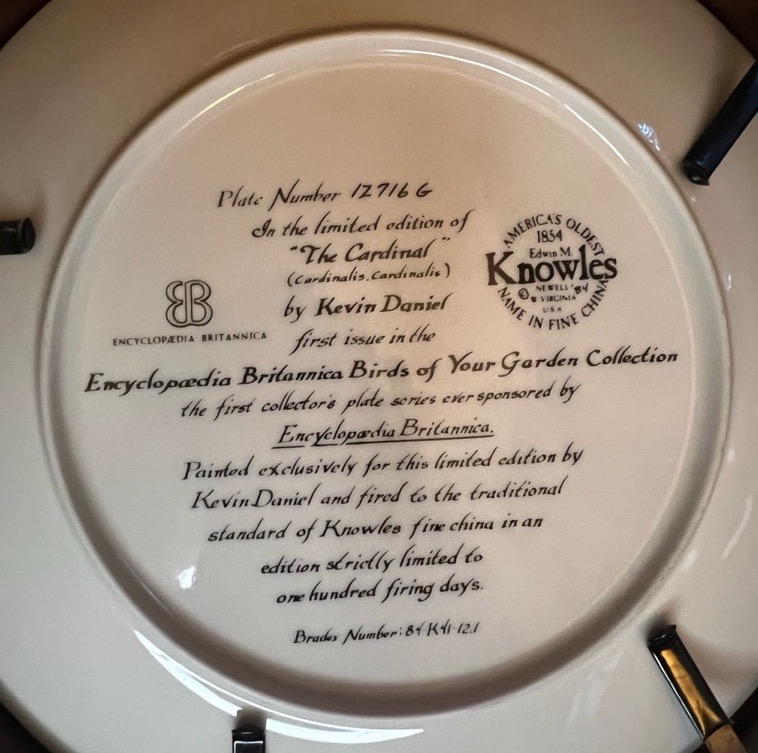 Plate Number 12716 G
In the limited edition of
"The Cardinal"
(Cardinalis. Cardinalis)
by Kevin Daniel
first issue in the
Encyclopædia Britannica Birds of Your Garden Collection
the first collector's plate series ever sponsored by
Encyclopædia Britannica.
Painted exclusively for this limited edition by
Kevin Daniel and fired to the traditional
standard of Knowles fine china in an
edition strictly limited to
one hundred firing days.
Bradex Number: 84-K41-12.1
EB
ENCYCLOPÆDIA BRITANNICA
AMERICA'S OLDEST
1854
Edwin M.
Knowles
NEWELL '84
© W VIRGINIA
USA
NAME IN FINE CHINA